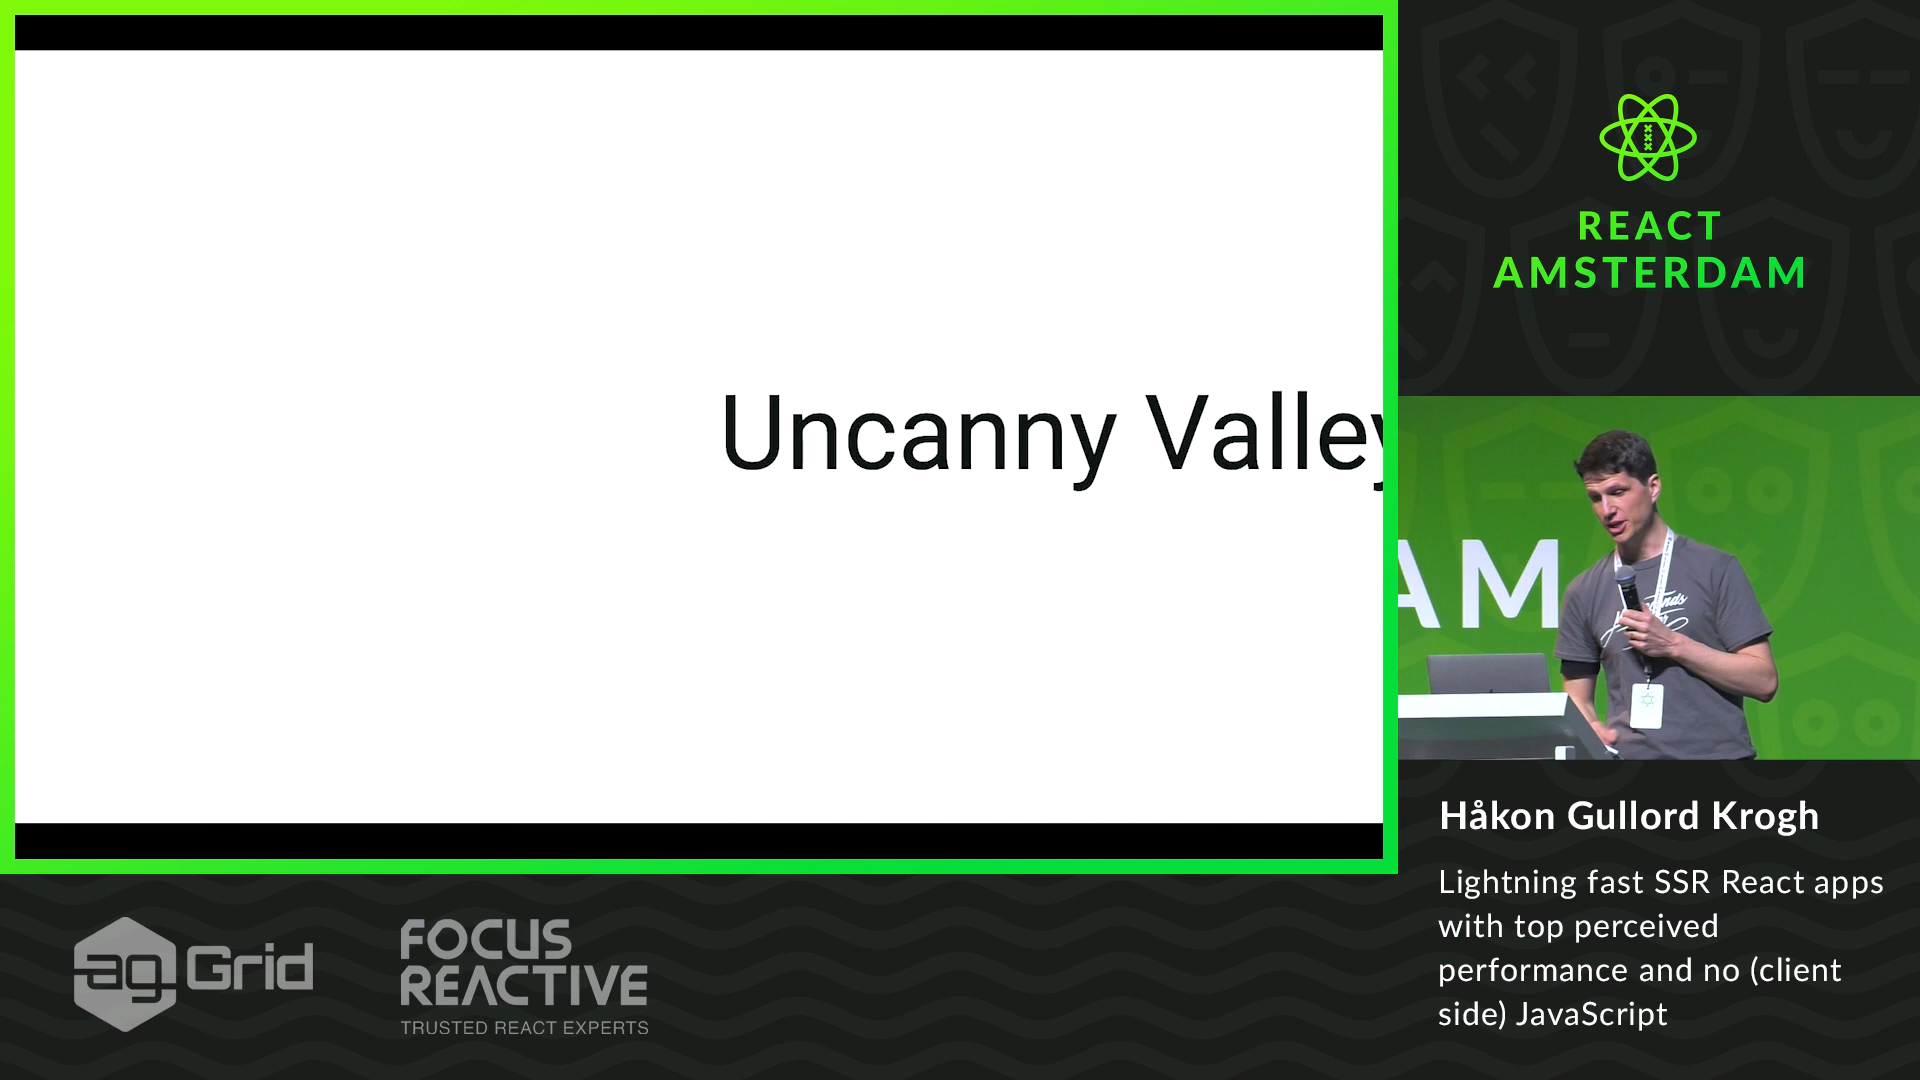 Uncanny Valley
REACT
AMSTERDAM
AM
Håkon Gullord Krogh
Lightning fast SSR React apps
with top perceived
performance and no (client
side) JavaScript
ag Grid
FOCUS
REACTIVE
TRUSTED REACT EXPERTS